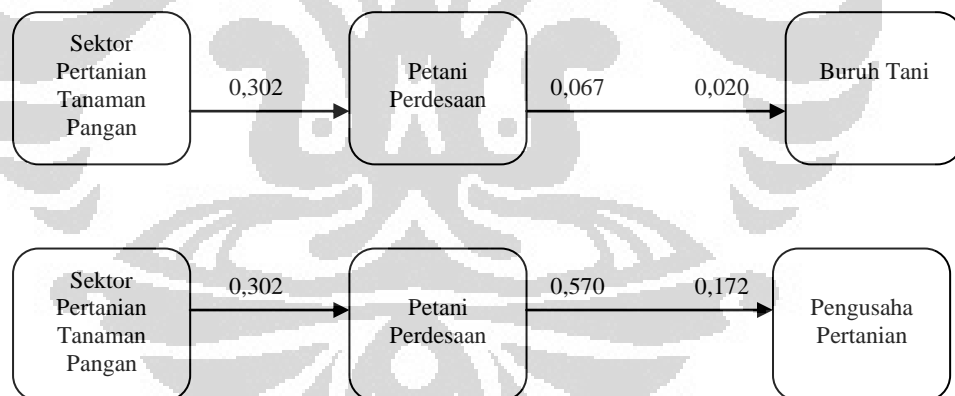 Sektor
Pertanian
Tanaman
Pangan
0,302
Petani
Perdesaan
0,067
0,020
Buruh Tani
Sektor
Pertanian
Tanaman
Pangan
0,302
Petani
Perdesaan
0,570
0,172
Pengusaha
Pertanian